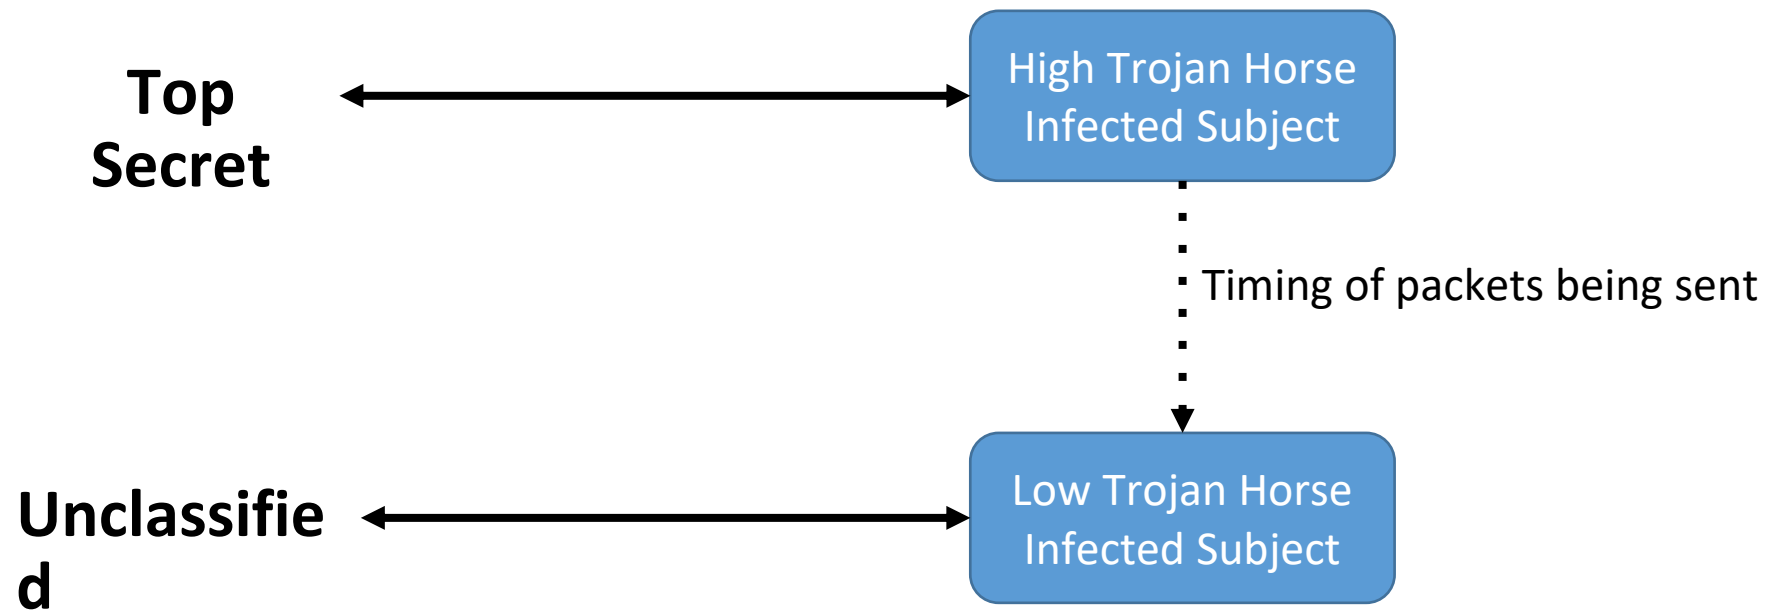 Top
Secret
High Trojan Horse
Infected Subject
Timing of packets being sent
Unclassifie
d
Low Trojan Horse
Infected Subject